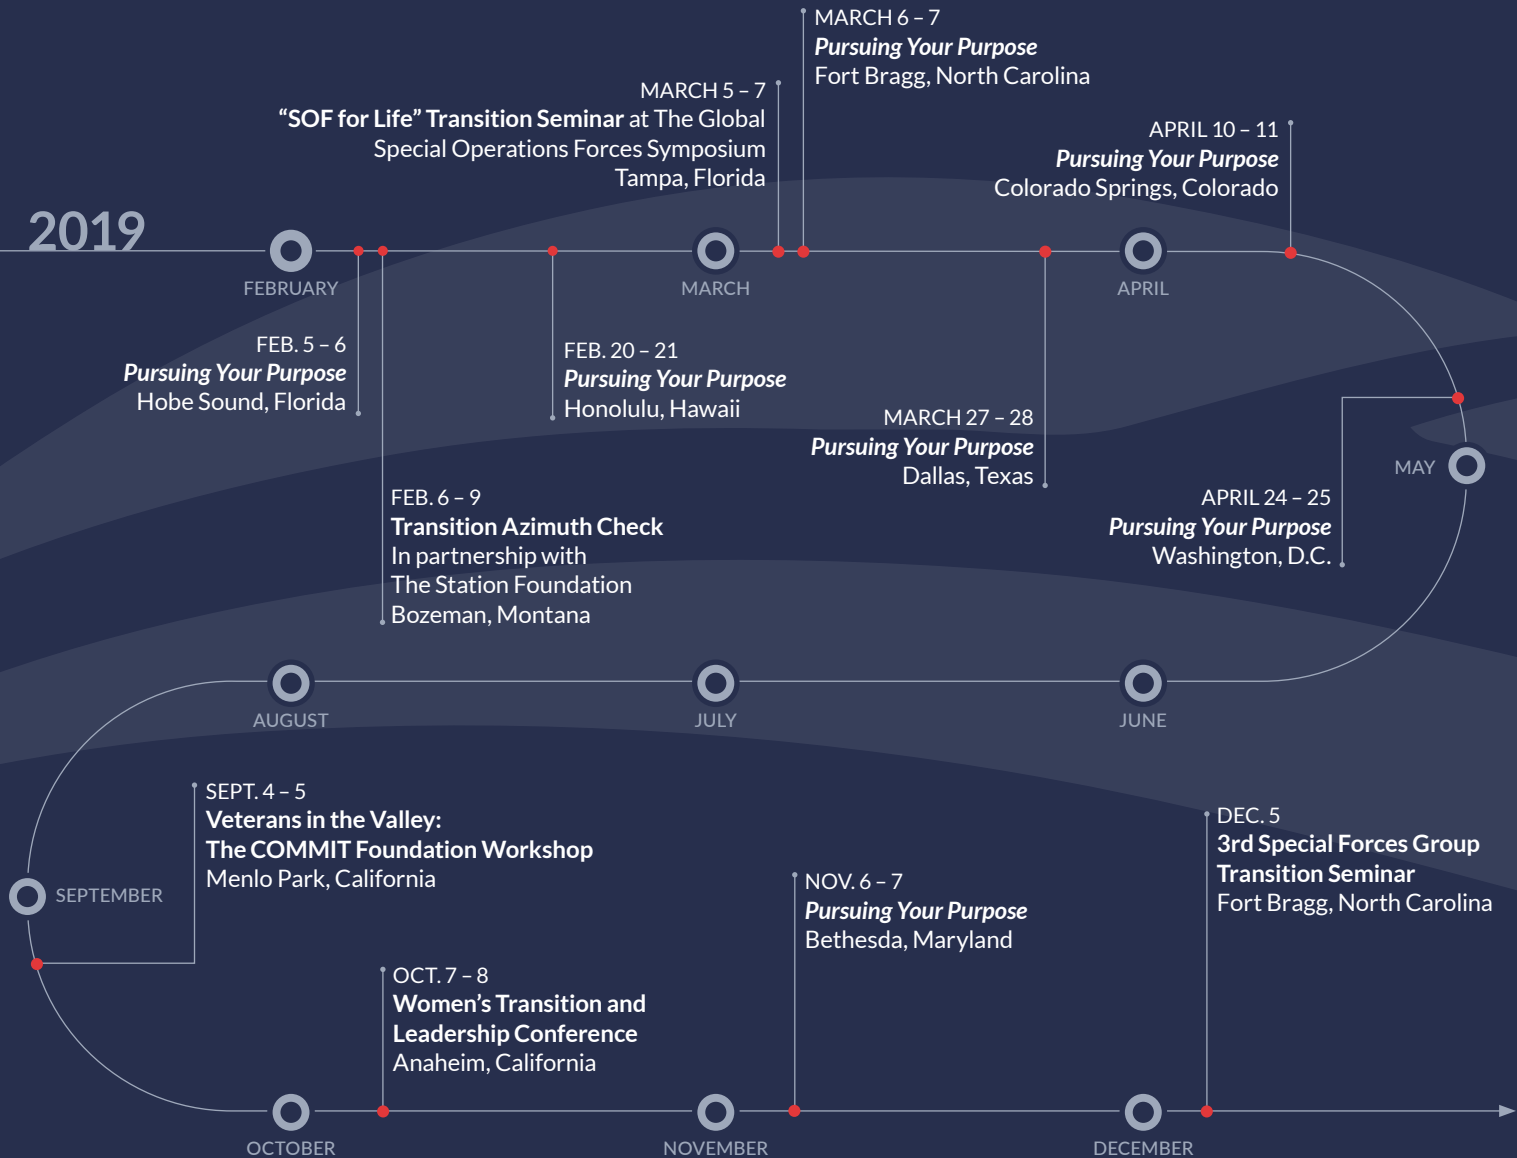 2019
FEBRUARY
FEB. 5 – 6
Pursuing Your Purpose
Hobe Sound, Florida
FEB. 6 – 9
Transition Azimuth Check
In partnership with
The Station Foundation
Bozeman, Montana
FEB. 20 – 21
Pursuing Your Purpose
Honolulu, Hawaii
MARCH
MARCH 5 – 7
“SOF for Life” Transition Seminar at The Global
Special Operations Forces Symposium
Tampa, Florida
MARCH 6 – 7
Pursuing Your Purpose
Fort Bragg, North Carolina
MARCH 27 – 28
Pursuing Your Purpose
Dallas, Texas
APRIL
APRIL 10 – 11
Pursuing Your Purpose
Colorado Springs, Colorado
APRIL 24 – 25
Pursuing Your Purpose
Washington, D.C.
MAY
JUNE
JULY
AUGUST
SEPTEMBER
SEPT. 4 – 5
Veterans in the Valley:
The COMMIT Foundation Workshop
Menlo Park, California
OCTOBER
OCT. 7 – 8
Women’s Transition and
Leadership Conference
Anaheim, California
NOVEMBER
NOV. 6 – 7
Pursuing Your Purpose
Bethesda, Maryland
DECEMBER
DEC. 5
3rd Special Forces Group
Transition Seminar
Fort Bragg, North Carolina